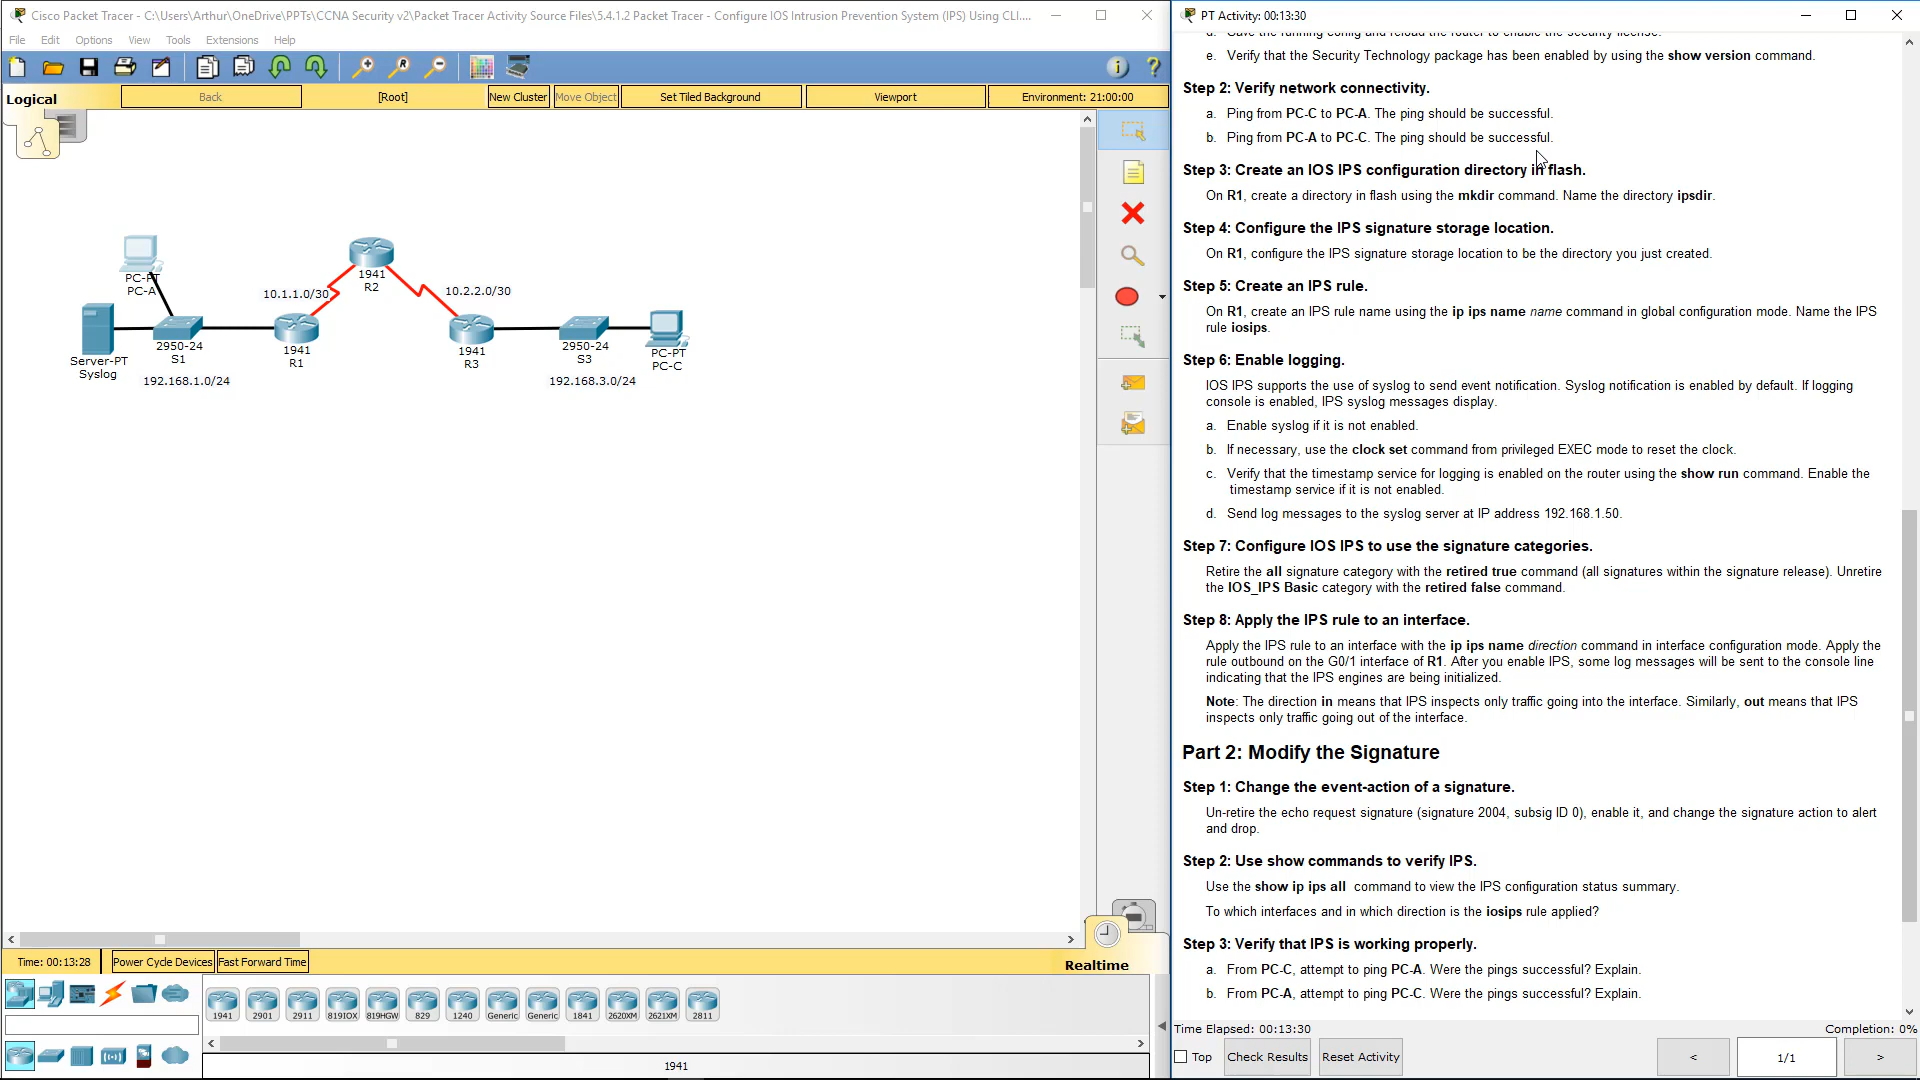 Cisco Packet Tracer - C:\Users\Arthur\OneDrive\PPTs\CCNA Security v2\Packet Tracer Activity Source Files\5.4.1.2 Packet Tracer - Configure IOS Intrusion Prevention System (IPS) Using CLI....
File Edit Options View Tools Extensions Help
Logical
Back
[Root]
New Cluster
Move Object
Set Tiled Background
Viewport
Environment: 21:00:00
PC-PT
PC-A
1941
R2
10.1.1.0/30
10.2.2.0/30
Server-PT
Syslog
2950-24
S1
1941
R1
1941
R3
2950-24
S3
PC-PT
PC-C
192.168.1.0/24
192.168.3.0/24
Realtime
Time: 00:13:28
Power Cycle Devices
Fast Forward Time
1941
2901
2911
819IOX
819HGW
829
1240
Generic
Generic
1841
2620XM
2621XM
2811
1941
PT Activity: 00:13:30
d. Save the running config and reload the router to enable the security license.
e. Verify that the Security Technology package has been enabled by using the show version command.
Step 2: Verify network connectivity.
a. Ping from PC-C to PC-A. The ping should be successful.
b. Ping from PC-A to PC-C. The ping should be successful.
Step 3: Create an IOS IPS configuration directory in flash.
On R1, create a directory in flash using the mkdir command. Name the directory ipsdir.
Step 4: Configure the IPS signature storage location.
On R1, configure the IPS signature storage location to be the directory you just created.
Step 5: Create an IPS rule.
On R1, create an IPS rule name using the ip ips name name command in global configuration mode. Name the IPS
rule iosips.
Step 6: Enable logging.
IOS IPS supports the use of syslog to send event notification. Syslog notification is enabled by default. If logging
console is enabled, IPS syslog messages display.
a. Enable syslog if it is not enabled.
b. If necessary, use the clock set command from privileged EXEC mode to reset the clock.
c. Verify that the timestamp service for logging is enabled on the router using the show run command. Enable the
timestamp service if it is not enabled.
d. Send log messages to the syslog server at IP address 192.168.1.50.
Step 7: Configure IOS IPS to use the signature categories.
Retire the all signature category with the retired true command (all signatures within the signature release). Unretire
the IOS_IPS Basic category with the retired false command.
Step 8: Apply the IPS rule to an interface.
Apply the IPS rule to an interface with the ip ips name direction command in interface configuration mode. Apply the
rule outbound on the G0/1 interface of R1. After you enable IPS, some log messages will be sent to the console line
indicating that the IPS engines are being initialized.
Note: The direction in means that IPS inspects only traffic going into the interface. Similarly, out means that IPS
inspects only traffic going out of the interface.
Part 2: Modify the Signature
Step 1: Change the event-action of a signature.
Un-retire the echo request signature (signature 2004, subsig ID 0), enable it, and change the signature action to alert
and drop.
Step 2: Use show commands to verify IPS.
Use the show ip ips all command to view the IPS configuration status summary.
To which interfaces and in which direction is the iosips rule applied?
Step 3: Verify that IPS is working properly.
a. From PC-C, attempt to ping PC-A. Were the pings successful? Explain.
b. From PC-A, attempt to ping PC-C. Were the pings successful? Explain.
Time Elapsed: 00:13:30
Completion: 0%
Top
Check Results
Reset Activity
<
1/1
>